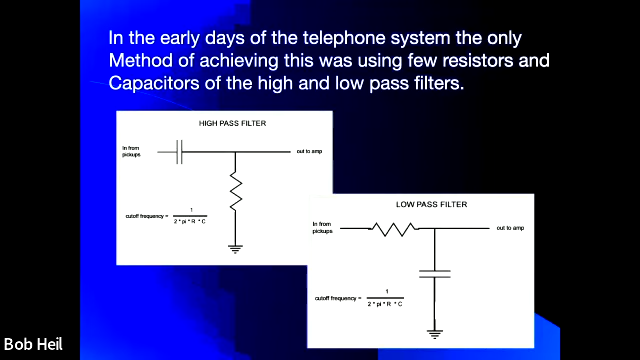 In the early days of the telephone system the only
Method of achieving this was using few resistors and
Capacitors of the high and low pass filters.
HIGH PASS FILTER
In from
pickups
out to amp
cutoff frequency =
1
2 * pi * R * C
LOW PASS FILTER
In from
pickups
out to amp
cutoff frequency =
1
2 * pi * R * C
Bob Heil